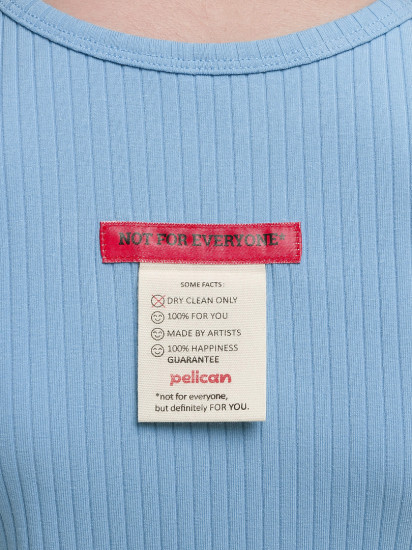 NOT FOR EVERYONE*
SOME FACTS:
DRY CLEAN ONLY
100% FOR YOU
MADE BY ARTISTS
100% HAPPINESS
GUARANTEE
pelican
*not for everyone,
but definitely FOR YOU.